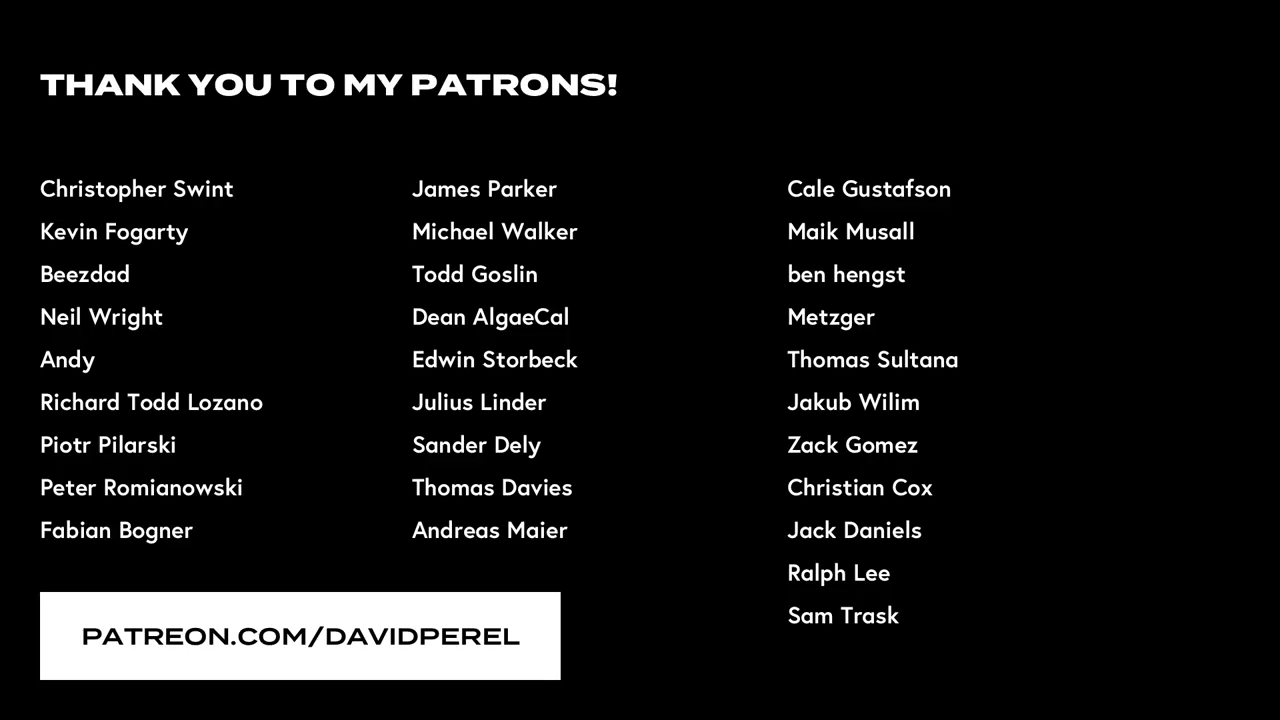 THANK YOU TO MY PATRONS!
Christopher Swint
Kevin Fogarty
Beezdad
Neil Wright
Andy
Richard Todd Lozano
Piotr Pilarski
Peter Romianowski
Fabian Bogner
James Parker
Michael Walker
Todd Goslin
Dean AlgaeCal
Edwin Storbeck
Julius Linder
Sander Dely
Thomas Davies
Andreas Maier
Cale Gustafson
Maik Musall
ben hengst
Metzger
Thomas Sultana
Jakub Wilim
Zack Gomez
Christian Cox
Jack Daniels
Ralph Lee
Sam Trask
PATREON.COM/DAVIDPEREL